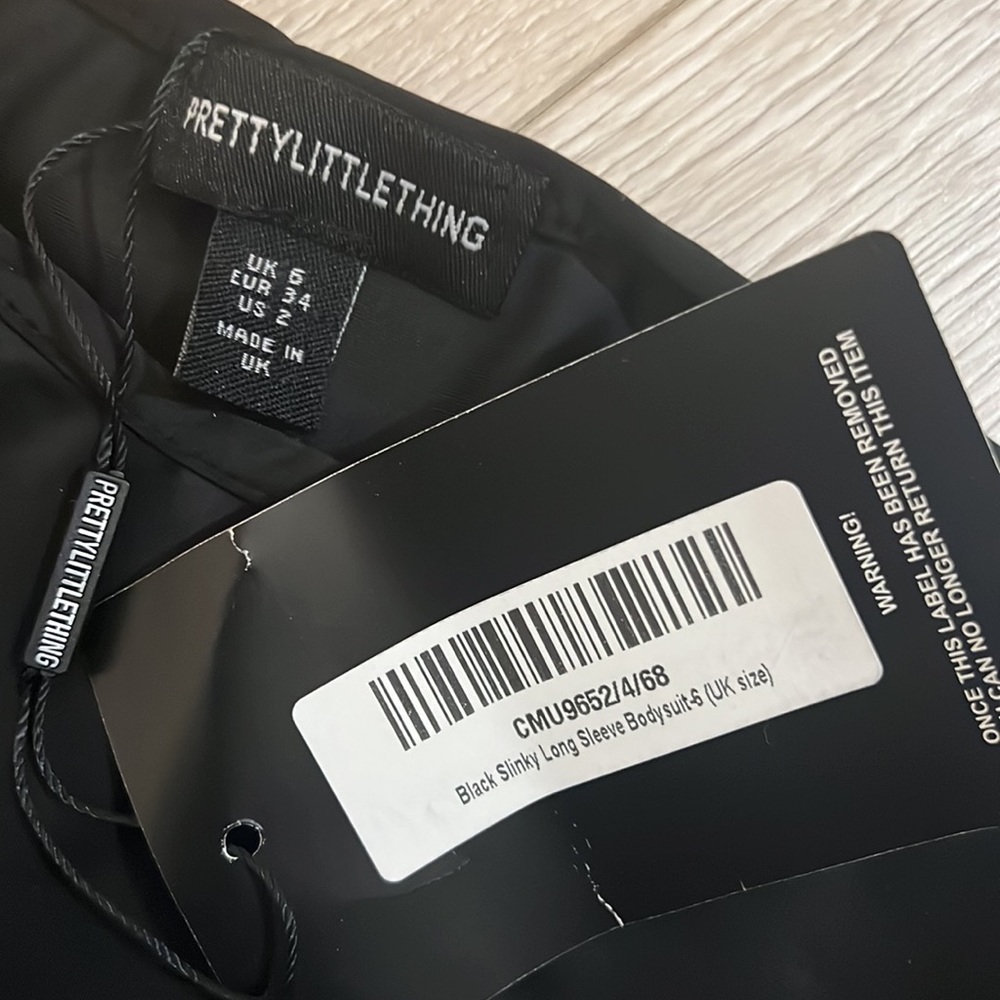 PRETTYLITTLETHING
UK 6
EUR 34
US 2
MADE IN
UK
PRETTYLITTLETHING
WARNING!
ONCE THIS LABEL HAS BEEN REMOVED
YOU CAN NO LONGER RETURN THIS ITEM
CMU9652/4/68
Black Slinky Long Sleeve Bodysuit-6 (UK size)